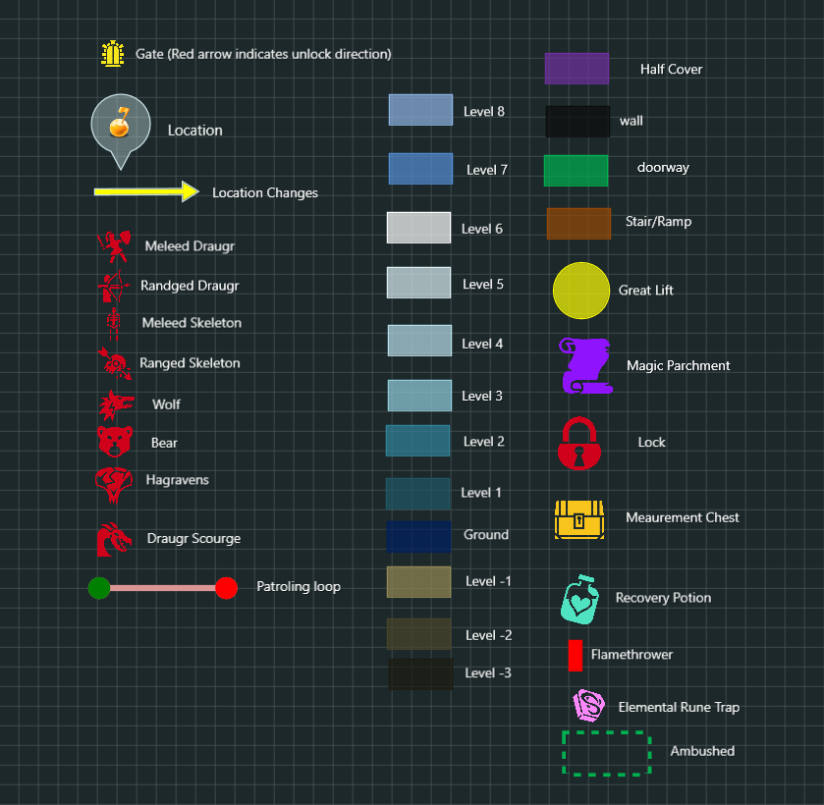 Gate (Red arrow indicates unlock direction)
Location
Location Changes
Meleed Draugr
Randged Draugr
Meleed Skeleton
Ranged Skeleton
Wolf
Bear
Hagravens
Draugr Scourge
Patroling loop
Level 8
Level 7
Level 6
Level 5
Level 4
Level 3
Level 2
Level 1
Ground
Level -1
Level -2
Level -3
Half Cover
wall
doorway
Stair/Ramp
Great Lift
Magic Parchment
Lock
Meaurement Chest
Recovery Potion
Flamethrower
Elemental Rune Trap
Ambushed